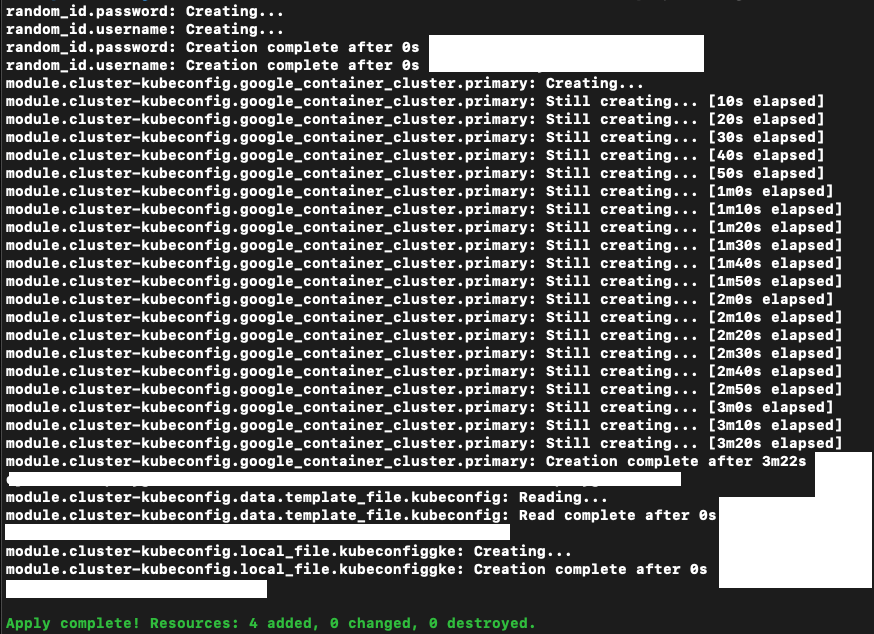 random_id.password: Creating...
random_id.username: Creating...
random_id.password: Creation complete after 0s
random_id.username: Creation complete after 0s
module.cluster-kubeconfig.google_container_cluster.primary: Creating...
module.cluster-kubeconfig.google_container_cluster.primary: Still creating... [10s elapsed]
module.cluster-kubeconfig.google_container_cluster.primary: Still creating... [20s elapsed]
module.cluster-kubeconfig.google_container_cluster.primary: Still creating... [30s elapsed]
module.cluster-kubeconfig.google_container_cluster.primary: Still creating... [40s elapsed]
module.cluster-kubeconfig.google_container_cluster.primary: Still creating... [50s elapsed]
module.cluster-kubeconfig.google_container_cluster.primary: Still creating... [1m0s elapsed]
module.cluster-kubeconfig.google_container_cluster.primary: Still creating... [1m10s elapsed]
module.cluster-kubeconfig.google_container_cluster.primary: Still creating... [1m20s elapsed]
module.cluster-kubeconfig.google_container_cluster.primary: Still creating... [1m30s elapsed]
module.cluster-kubeconfig.google_container_cluster.primary: Still creating... [1m40s elapsed]
module.cluster-kubeconfig.google_container_cluster.primary: Still creating... [1m50s elapsed]
module.cluster-kubeconfig.google_container_cluster.primary: Still creating... [2m0s elapsed]
module.cluster-kubeconfig.google_container_cluster.primary: Still creating... [2m10s elapsed]
module.cluster-kubeconfig.google_container_cluster.primary: Still creating... [2m20s elapsed]
module.cluster-kubeconfig.google_container_cluster.primary: Still creating... [2m30s elapsed]
module.cluster-kubeconfig.google_container_cluster.primary: Still creating... [2m40s elapsed]
module.cluster-kubeconfig.google_container_cluster.primary: Still creating... [2m50s elapsed]
module.cluster-kubeconfig.google_container_cluster.primary: Still creating... [3m0s elapsed]
module.cluster-kubeconfig.google_container_cluster.primary: Still creating... [3m10s elapsed]
module.cluster-kubeconfig.google_container_cluster.primary: Still creating... [3m20s elapsed]
module.cluster-kubeconfig.google_container_cluster.primary: Creation complete after 3m22s
module.cluster-kubeconfig.data.template_file.kubeconfig: Reading...
module.cluster-kubeconfig.data.template_file.kubeconfig: Read complete after 0s
module.cluster-kubeconfig.local_file.kubeconfiggke: Creating...
module.cluster-kubeconfig.local_file.kubeconfiggke: Creation complete after 0s
Apply complete! Resources: 4 added, 0 changed, 0 destroyed.